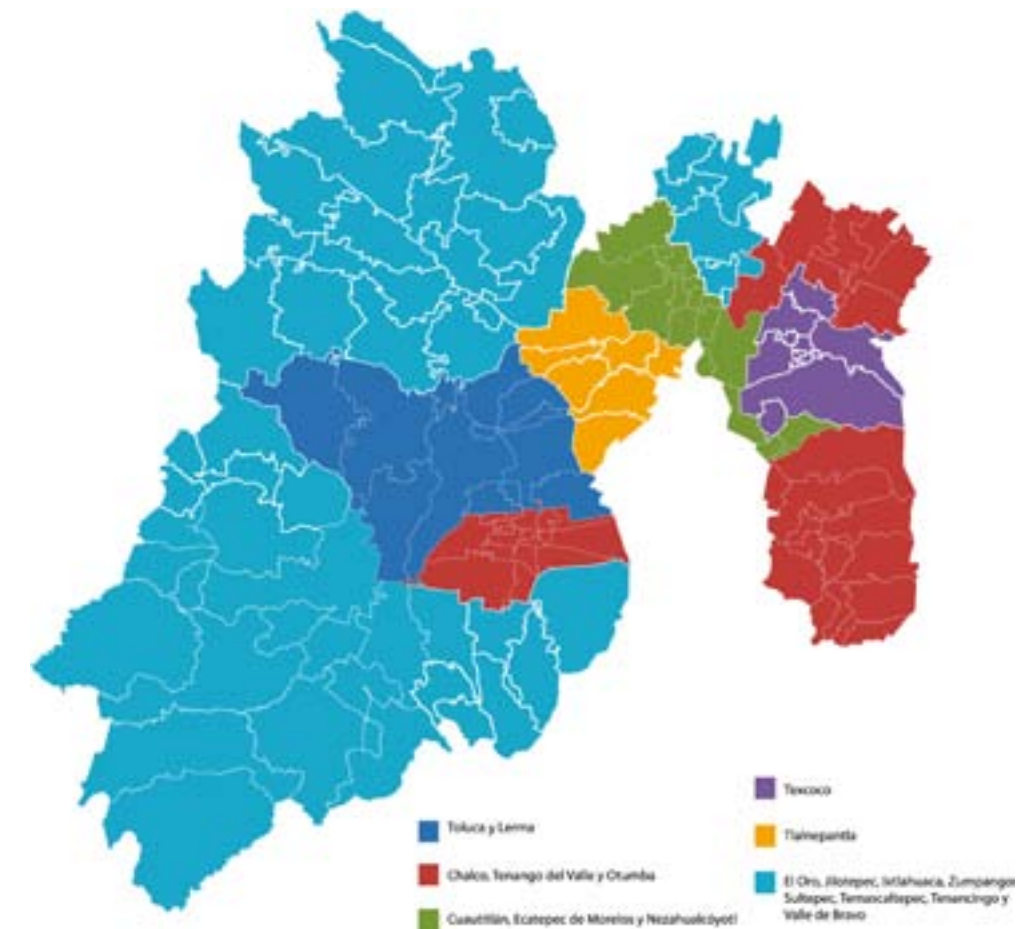 Toluca y Lerma
Chalco, Tenango del Valle y Otumba
Cuautitlán, Ecatepec de Morelos y Nezahualcóyotl
Texcoco
Tlalnepantla
El Oro, Jilotepec, Ixtlahuaca, Zumpango
Sultepec, Temascaltepec, Tenancingo y
Valle de Bravo